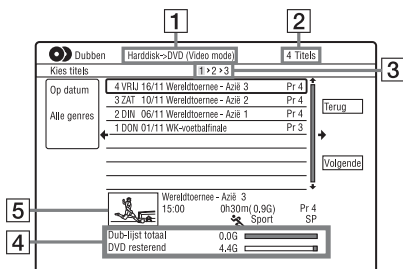 1 2
Dubben Harddisk->DVD (Video mode) 4 Titels
Kies titels 1 > 2 > 3 3
Op datum
Alle genres
4 VRIJ 16/11 Wereldtoernee - Azië 3 Pr 4
3 ZAT 10/11 Wereldtoernee - Azië 2 Pr 4
2 DIN 06/11 Wereldtoernee - Azië 1 Pr 4
1 DON 01/11 WK-voetbalfinale Pr 3
Terug
Volgende
5 Wereldtoernee - Azië 3
15:00 0h30m(0,9G) Pr 4
Sport SP
4 Dub-lijst totaal 0.0G
DVD resterend 4.4G